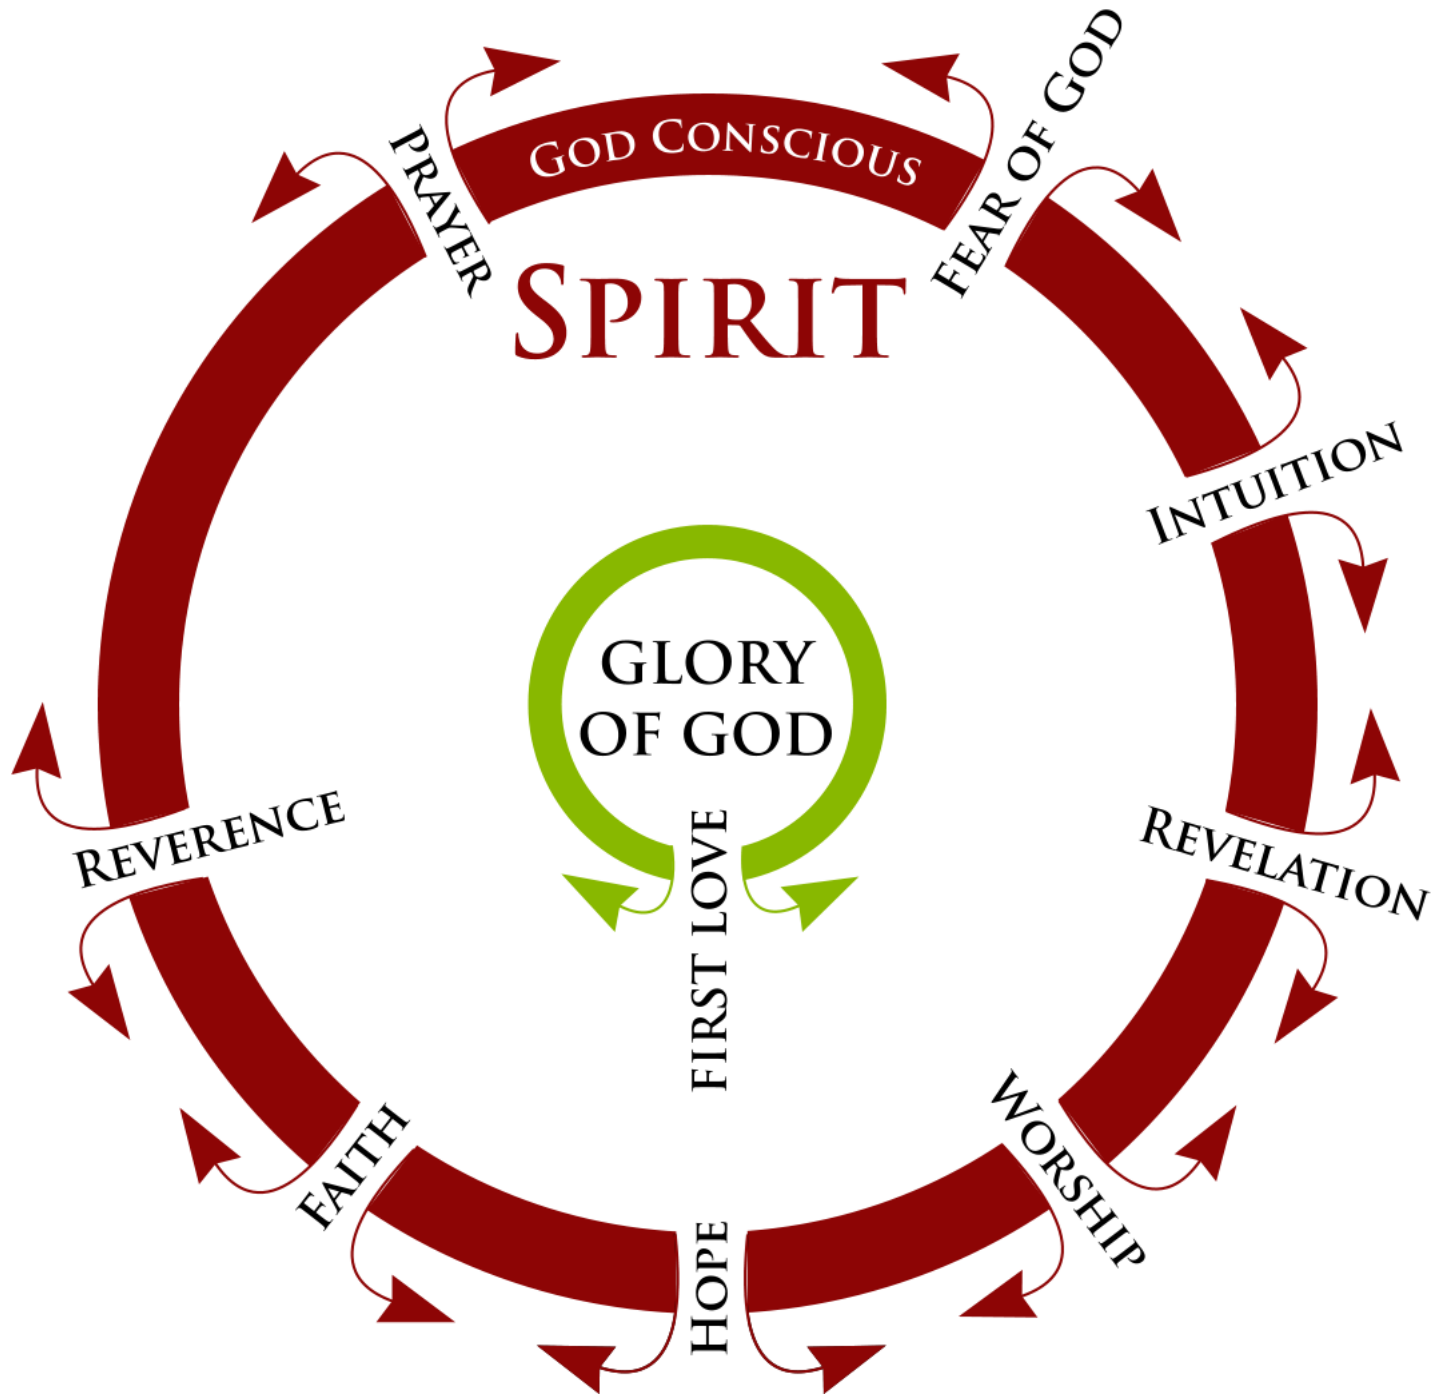 GOD CONSCIOUS
PRAYER
FEAR OF GOD
SPIRIT
INTUITION
GLORY
OF GOD
REVERENCE
REVELATION
FIRST LOVE
FAITH
WORSHIP
HOPE